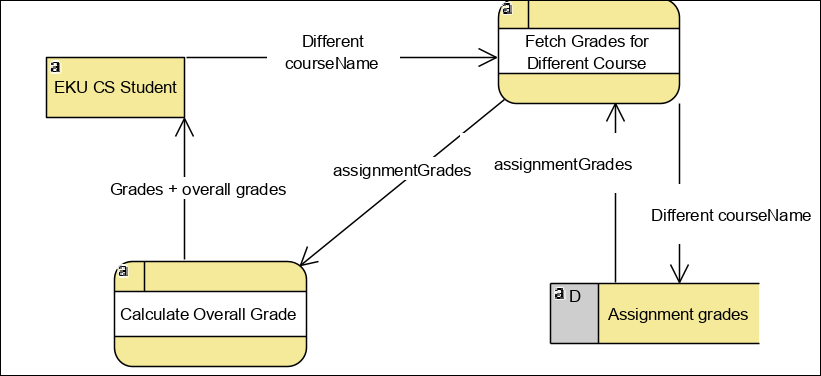 a
Fetch Grades for
Different Course
Different
courseName
a
EKU CS Student
assignmentGrades
assignmentGrades
Grades + overall grades
Different courseName
a
Calculate Overall Grade
a D
Assignment grades